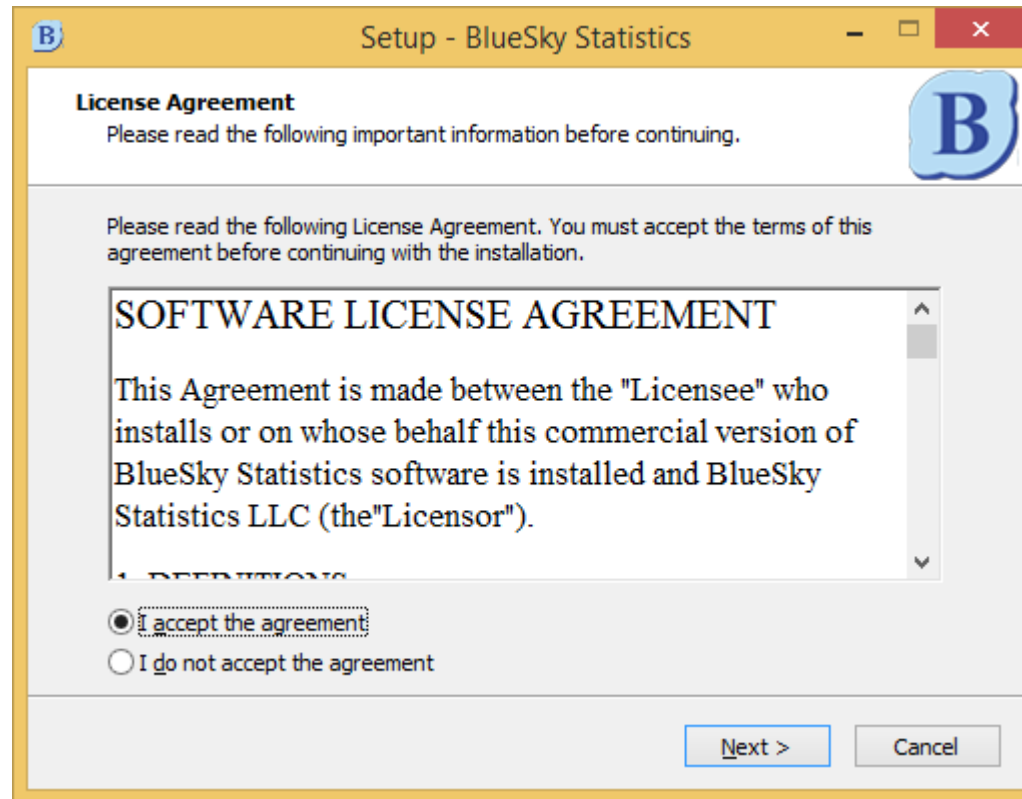 B
Setup - BlueSky Statistics
License Agreement
Please read the following important information before continuing.
B
Please read the following License Agreement. You must accept the terms of this
agreement before continuing with the installation.
SOFTWARE LICENSE AGREEMENT
This Agreement is made between the "Licensee" who
installs or on whose behalf this commercial version of
BlueSky Statistics software is installed and BlueSky
Statistics LLC (the"Licensor").
1. DEFINITIONS
I accept the agreement
I do not accept the agreement
Next >
Cancel